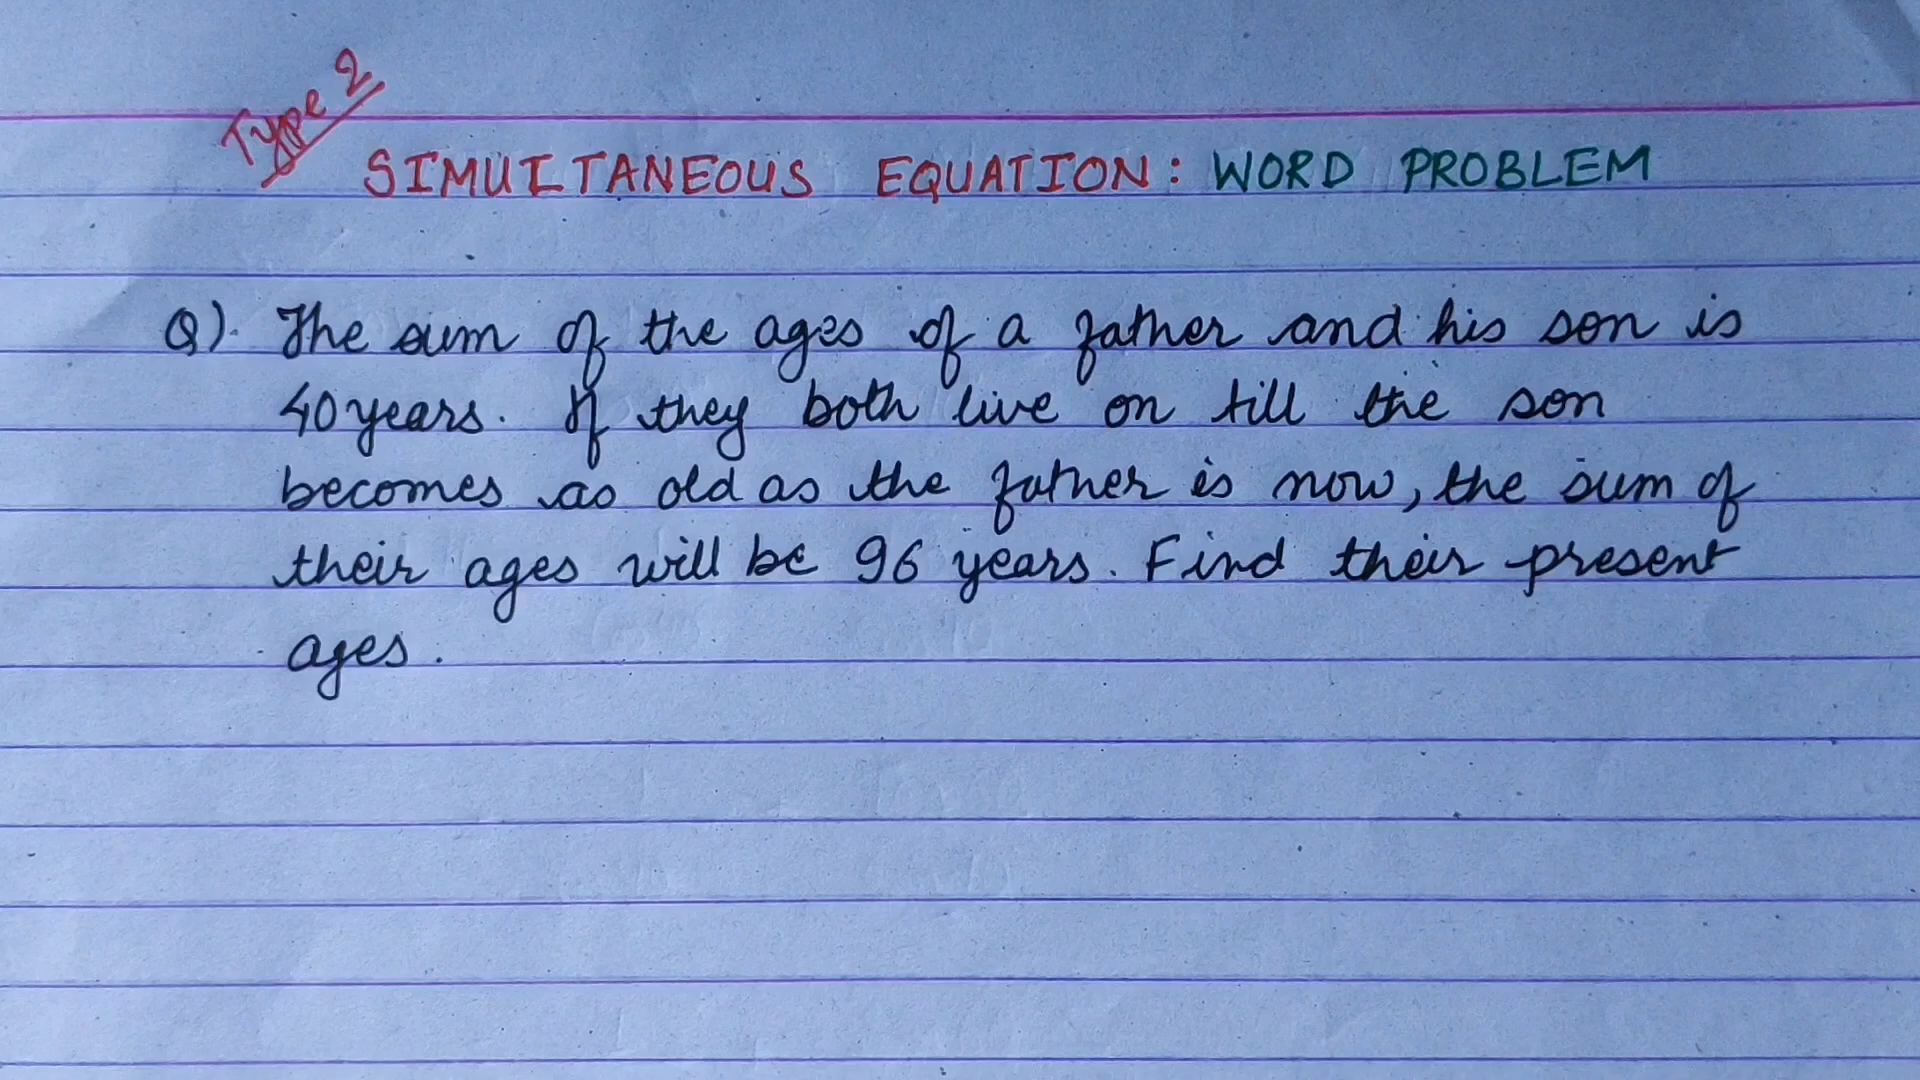 Type 2
SIMULTANEOUS EQUATION: WORD PROBLEM
Q). The sum of the ages of a father and his son is
40 years. If they both live on till the son
becomes as old as the father is now, the sum of
their ages will be 96 years. Find their present
ages.